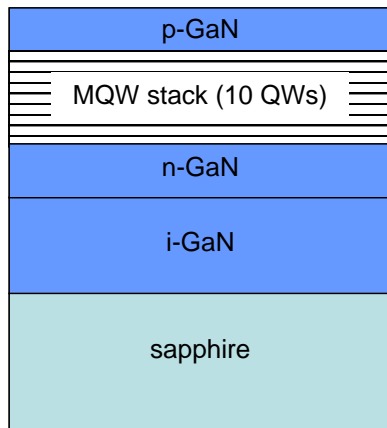 p-GaN
MQW stack (10 QWs)
n-GaN
i-GaN
sapphire